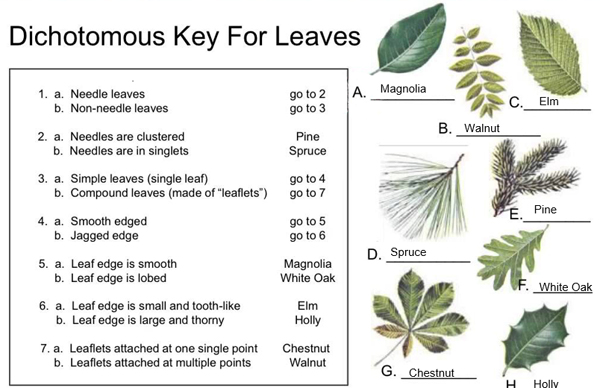 Dichotomous Key For Leaves
1. a. Needle leaves go to 2
b. Non-needle leaves go to 3
2. a. Needles are clustered Pine
b. Needles are in singlets Spruce
3. a. Simple leaves (single leaf) go to 4
b. Compound leaves (made of “leaflets”) go to 7
4. a. Smooth edged go to 5
b. Jagged edge go to 6
5. a. Leaf edge is smooth Magnolia
b. Leaf edge is lobed White Oak
6. a. Leaf edge is small and tooth-like Elm
b. Leaf edge is large and thorny Holly
7. a. Leaflets attached at one single point Chestnut
b. Leaflets attached at multiple points Walnut
A. Magnolia
B. Walnut
C. Elm
D. Spruce
E. Pine
F. White Oak
G. Chestnut
H. Holly